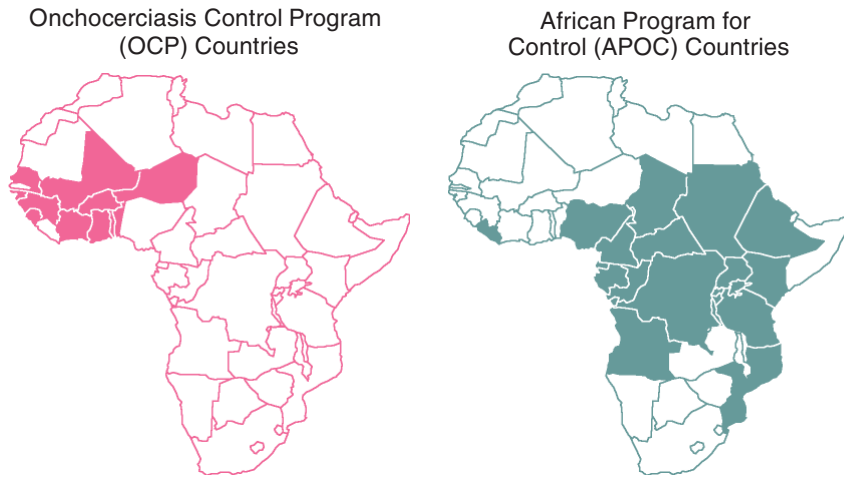 Onchocerciasis Control Program
(OCP) Countries
African Program for
Control (APOC) Countries